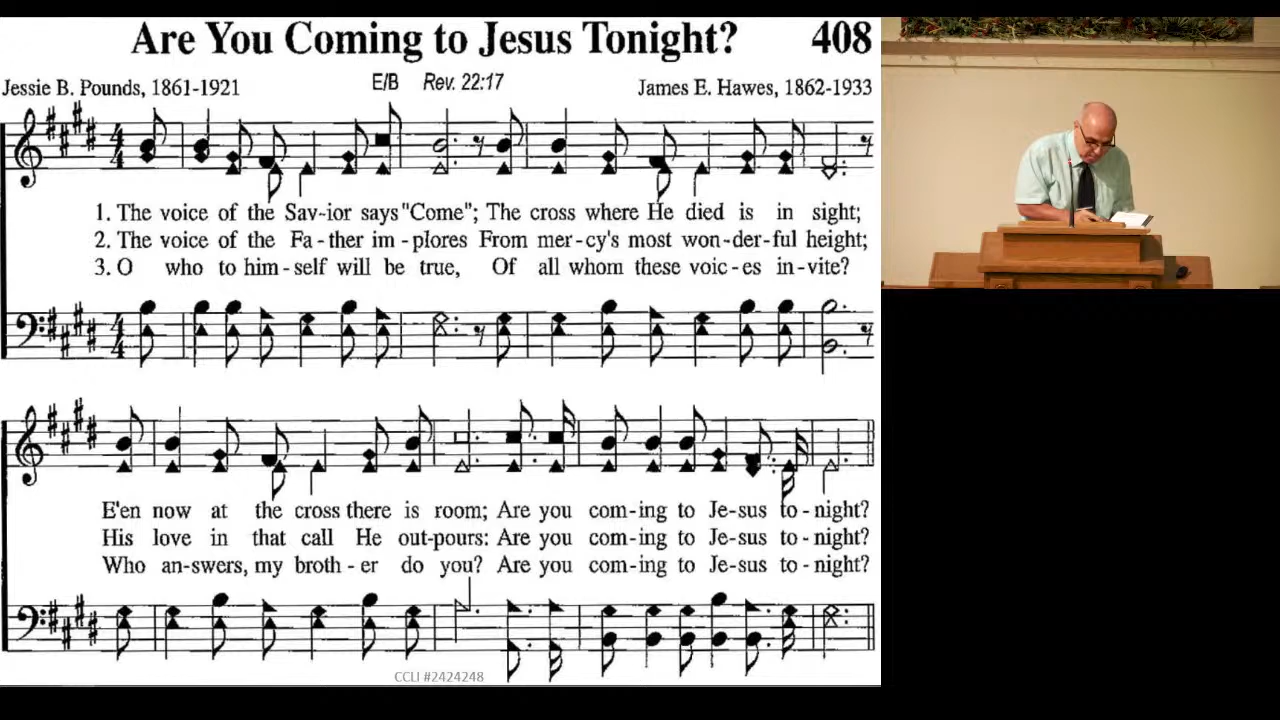 Are You Coming to Jesus Tonight? 408
Jessie B. Pounds, 1861-1921 E/B Rev. 22:17 James E. Hawes, 1862-1933
4
4
1. The voice of the Sav-ior says "Come"; The cross where He died is in sight;
2. The voice of the Fa-ther im-plores From mer-cy's most won-der-ful height;
3. O who to him-self will be true, Of all whom these voic-es in-vite?
4
4
E'en now at the cross there is room; Are you com-ing to Je-sus to-night?
His love in that call He out-pours: Are you com-ing to Je-sus to-night?
Who an-swers, my broth-er do you? Are you com-ing to Je-sus to-night?
CCLI #2424248